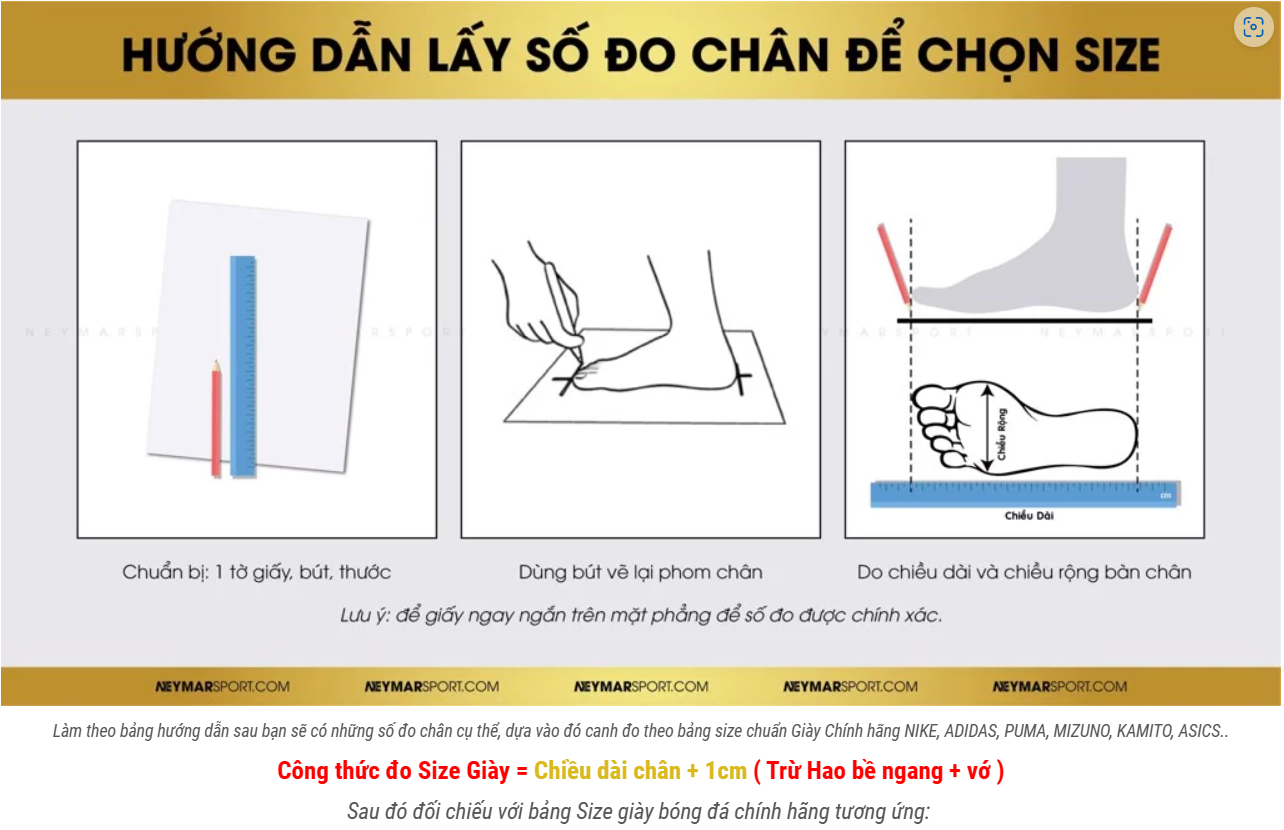 HƯỚNG DẪN LẤY SỐ ĐO CHÂN ĐỂ CHỌN SIZE
NEYMARSPORT
NEYMARSPORT
Chiều Rộng
cm
Chiều Dài
Chuẩn bị: 1 tờ giấy, bút, thước
Dùng bút vẽ lại phom chân
Do chiều dài và chiều rộng bàn chân
Lưu ý: để giấy ngay ngắn trên mặt phẳng để số đo được chính xác.
NEYMARSPORT.COM NEYMARSPORT.COM NEYMARSPORT.COM NEYMARSPORT.COM NEYMARSPORT.COM
Làm theo bảng hướng dẫn sau bạn sẽ có những số đo chân cụ thể, dựa vào đó canh đo theo bảng size chuẩn Giày Chính hãng NIKE, ADIDAS, PUMA, MIZUNO, KAMITO, ASICS..
Công thức đo Size Giày = Chiều dài chân + 1cm ( Trừ Hao bề ngang + vớ )
Sau đó đối chiếu với bảng Size giày bóng đá chính hãng tương ứng: